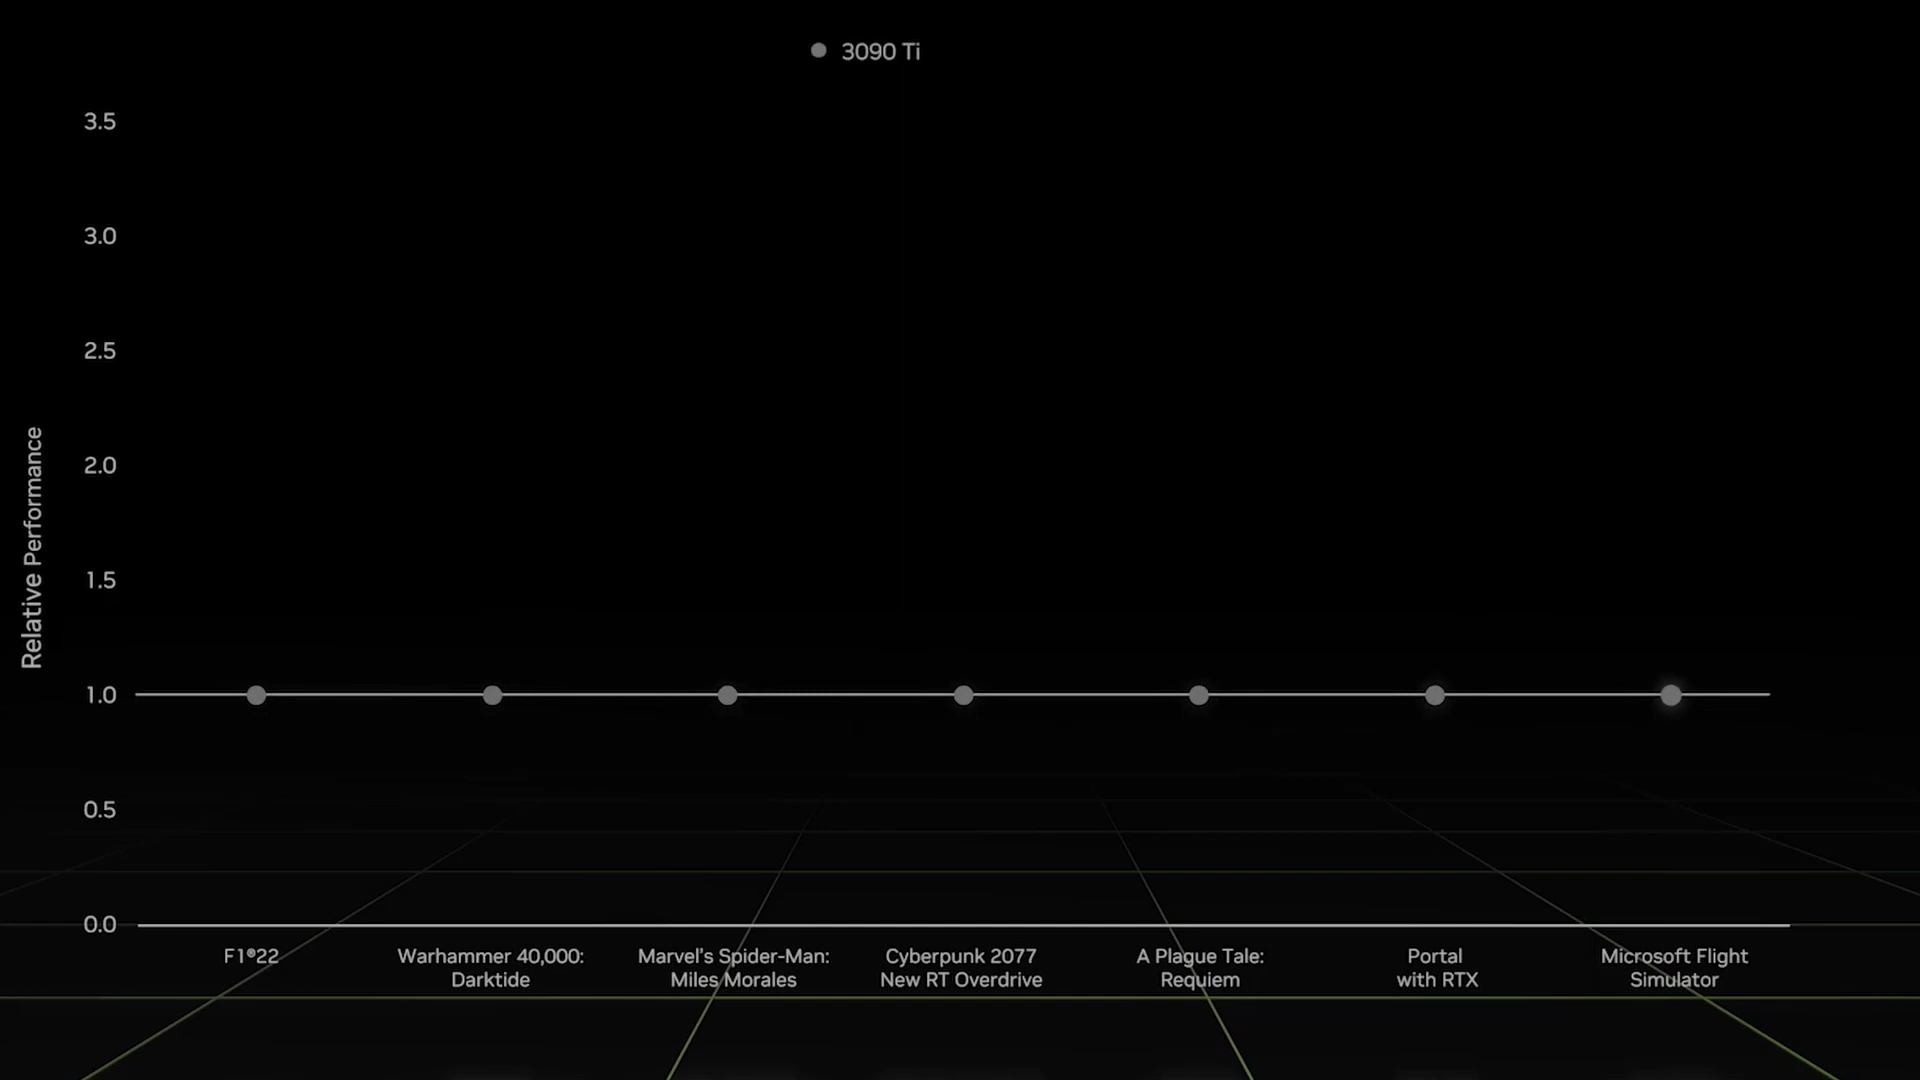 3090 Ti
3.5
3.0
2.5
2.0
1.5
1.0
0.5
0.0
Relative Performance
F1®22
Warhammer 40,000:
Darktide
Marvel's Spider-Man:
Miles Morales
Cyberpunk 2077
New RT Overdrive
A Plague Tale:
Requiem
Portal
with RTX
Microsoft Flight
Simulator